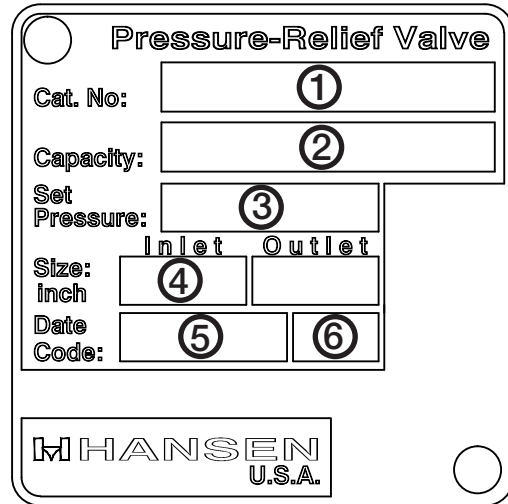 Pressure-Relief Valve
Cat. No: 1
Capacity: 2
Set
Pressure: 3
Inlet Outlet
Size:
inch 4
Date
Code: 5 6
HANSEN
U.S.A.